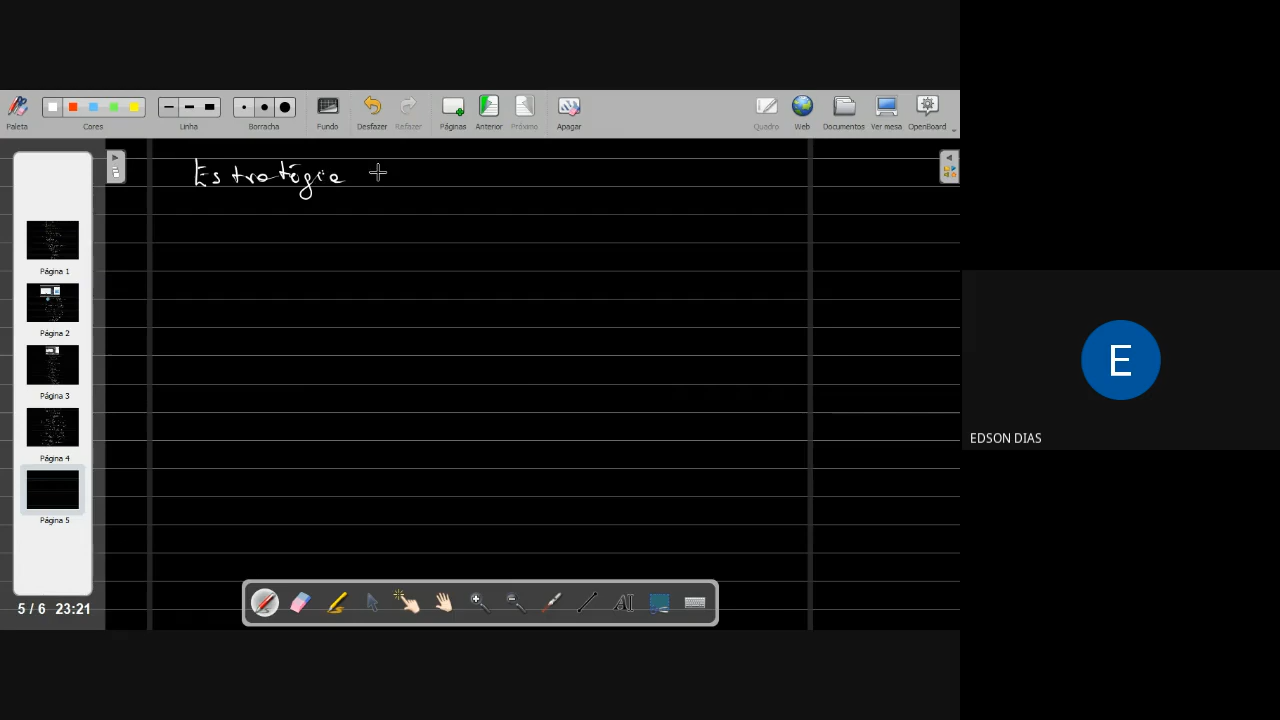 Paleta Cores Linha Borracha Fundo Desfazer Refazer Páginas Anterior Próximo Apagar Quadro Web Documentos Ver mesa OpenBoard
Estratégia
Página 1
Página 2
Página 3
Página 4
Página 5
5 / 6 23:21
AI
E
EDSON DIAS